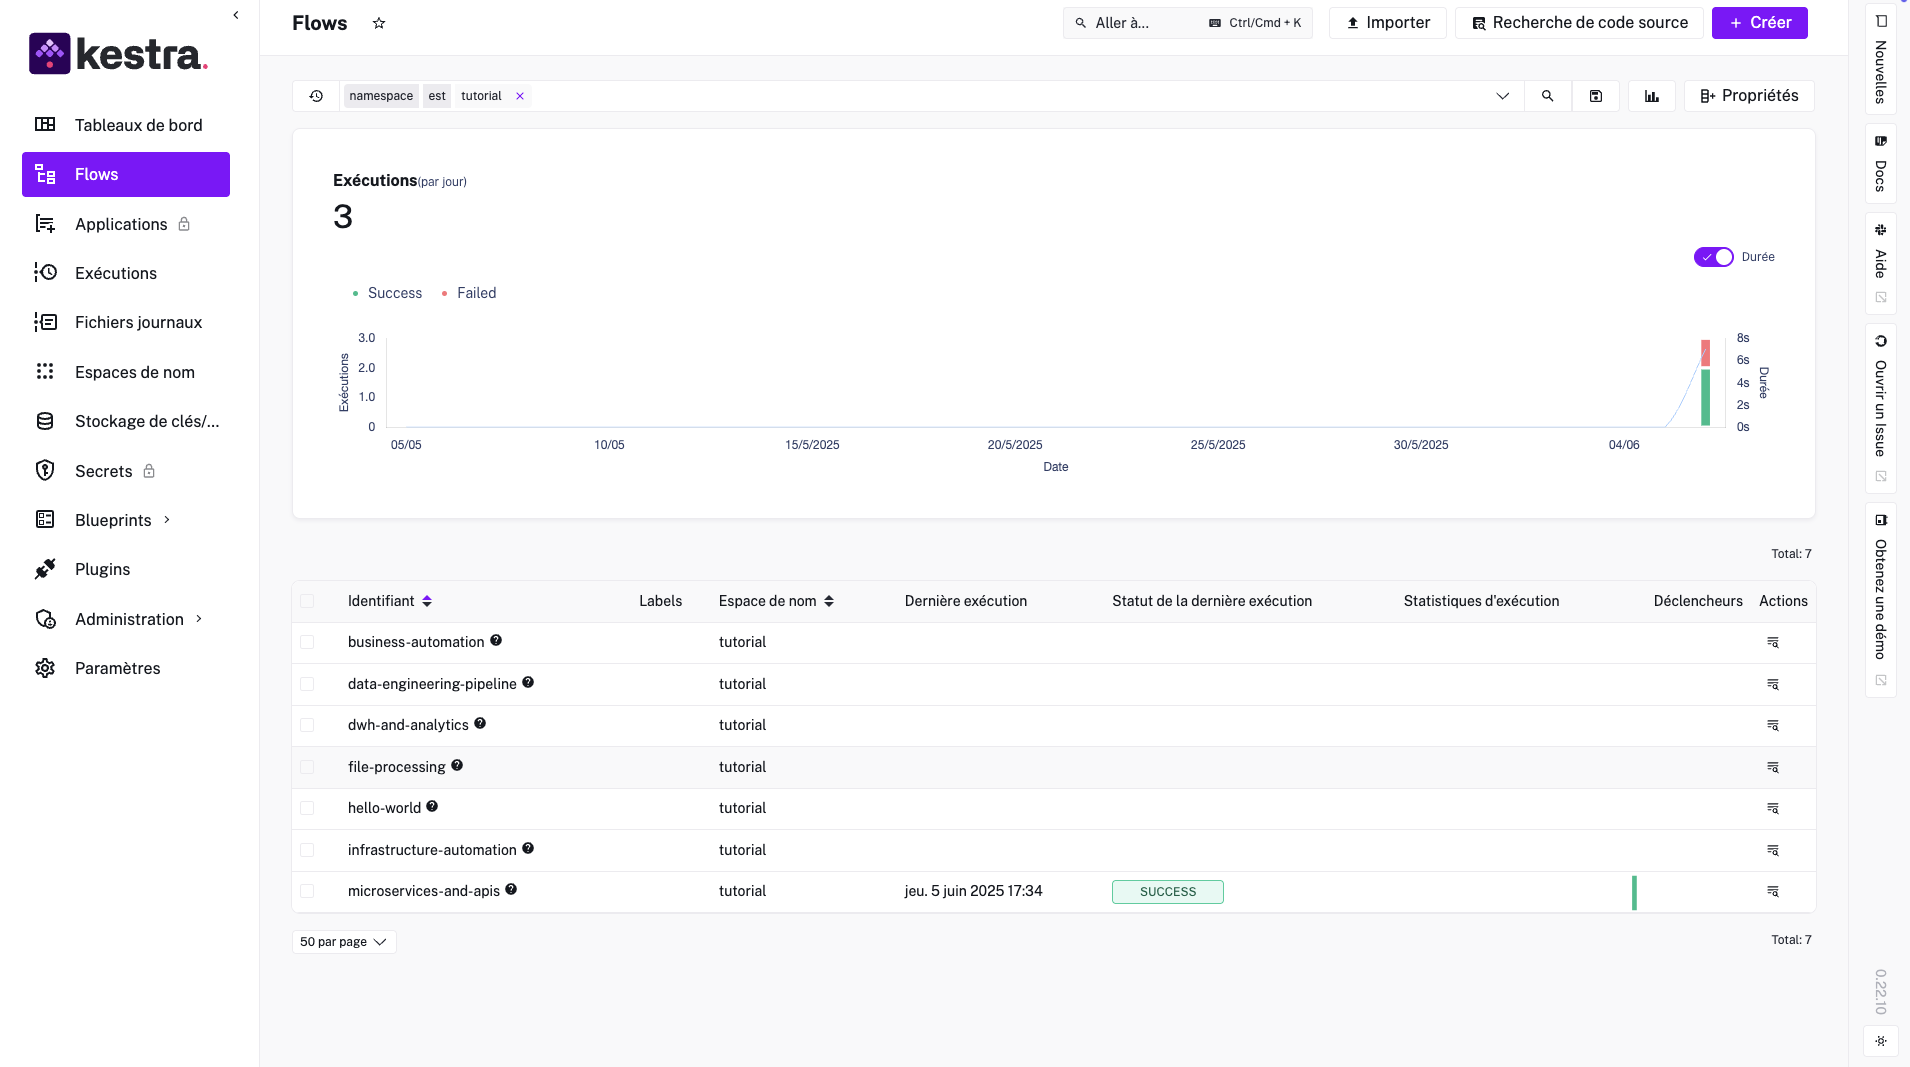 kestra.
Tableaux de bord
Flows
Applications
Exécutions
Fichiers journaux
Espaces de nom
Stockage de clés/...
Secrets
Blueprints
Plugins
Administration
Paramètres
Flows
Aller à...
Ctrl/Cmd + K
Importer
Recherche de code source
Créer
namespace est tutorial
Propriétés
Exécutions(par jour)
3
Durée
Success
Failed
3.0
2.0
1.0
0
Exécutions
8s
6s
4s
2s
0s
Durée
05/05 10/05 15/5/2025 20/5/2025 25/5/2025 30/5/2025 04/06
Date
Total: 7
Identifiant Labels Espace de nom Dernière exécution Statut de la dernière exécution Statistiques d'exécution Déclencheurs Actions
business-automation tutorial
data-engineering-pipeline tutorial
dwh-and-analytics tutorial
file-processing tutorial
hello-world tutorial
infrastructure-automation tutorial
microservices-and-apis tutorial jeu. 5 juin 2025 17:34 SUCCESS
50 par page
Total: 7
Nouvelles
Docs
Aide
Ouvrir un Issue
Obtenez une démo
0.22.10